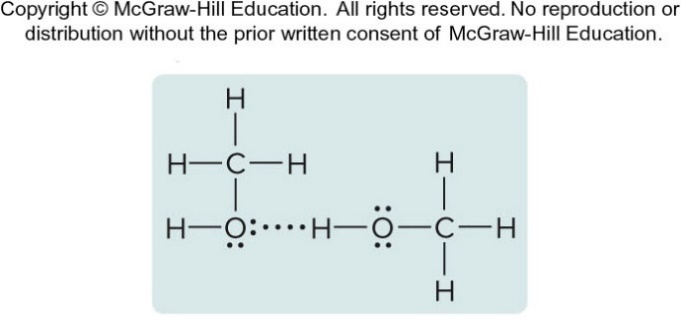 Copyright © McGraw-Hill Education. All rights reserved. No reproduction or
distribution without the prior written consent of McGraw-Hill Education.
H
H—C—H H
H—O:····H—O—C—H
H